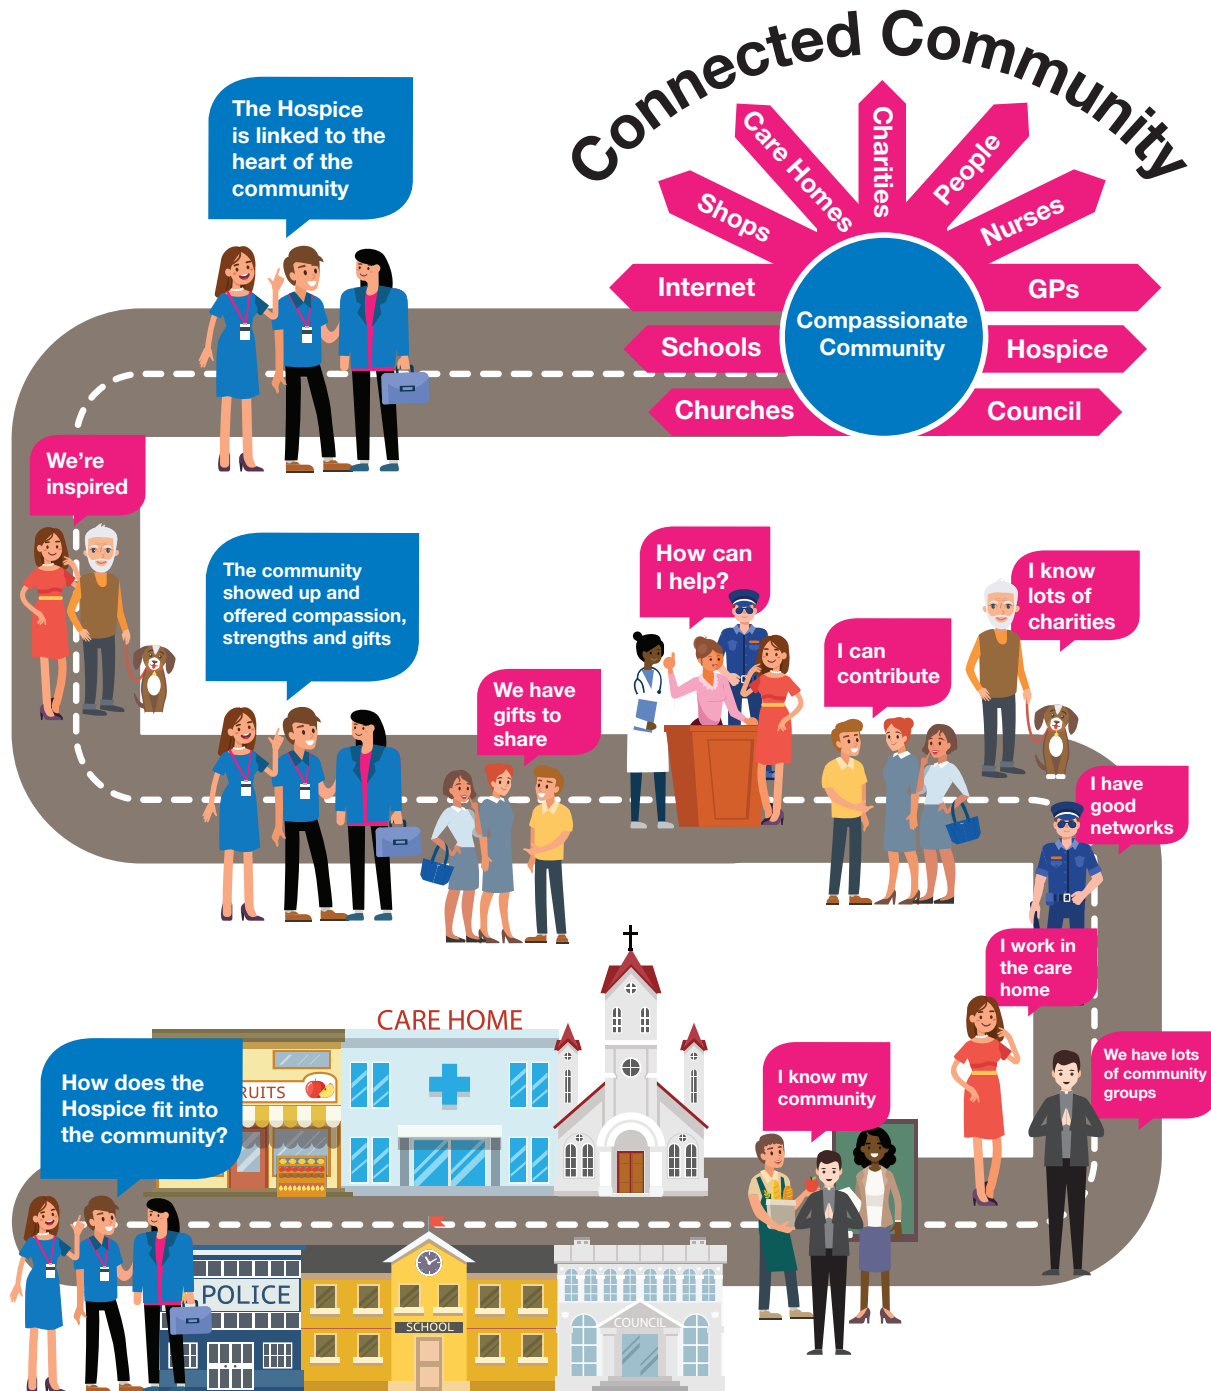 Connected Community
The Hospice
is linked to the
heart of the
community
Shops
Care Homes
Charities
People
Nurses
Internet
GPs
Schools
Hospice
Churches
Council
Compassionate
Community
We're
inspired
The community
showed up and
offered compassion,
strengths and gifts
We have
gifts to
share
How can
I help?
I can
contribute
I know
lots of
charities
I have
good
networks
I work in
the care
home
We have lots
of community
groups
I know my
community
How does the
Hospice fit into
the community?
RUITS
CARE HOME
POLICE
SCHOOL
COUNCIL